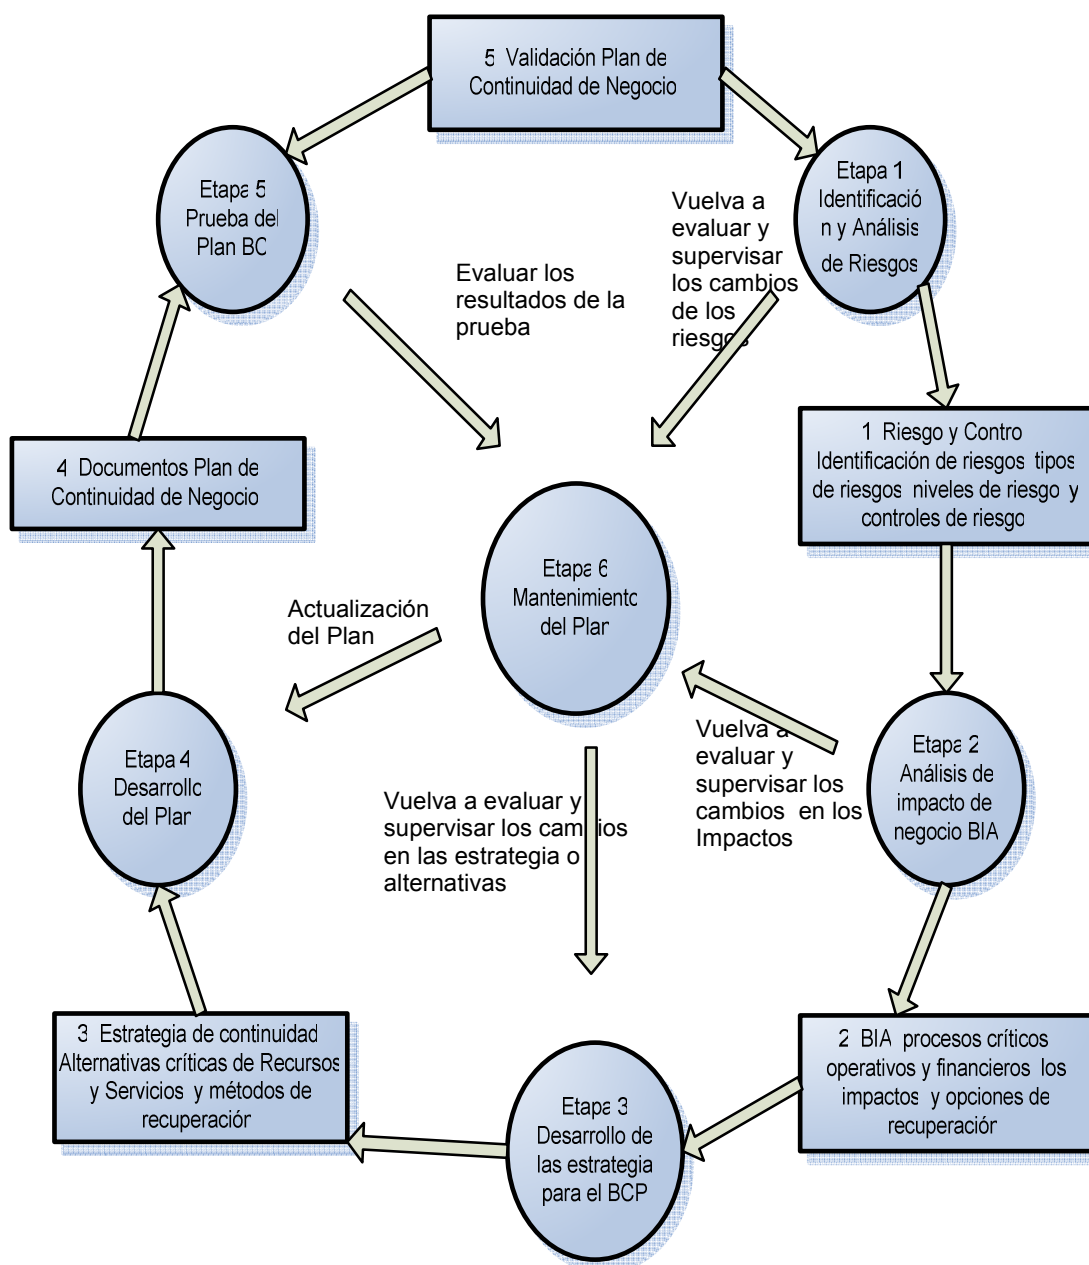 5 Validación Plan de
Continuidad de Negocio
Etapa 5
Prueba del
Plan BC
Etapa 1
Identificació
n y Análisis
de Riesgos
Vuelva a
evaluar y
supervisar
los cambios
de los
riesgos
Evaluar los
resultados de la
prueba
4 Documentos Plan de
Continuidad de Negocio
1 Riesgo y Contro
Identificación de riesgos tipos
de riesgos niveles de riesgo y
controles de riesgo
Etapa 6
Mantenimiento
del Plan
Actualización
del Plan
Etapa 4
Desarrollo
del Plan
Vuelva a
evaluar y
supervisar los
cambios en los
Impactos
Etapa 2
Análisis de
impacto de
negocio BIA
Vuelva a evaluar y
supervisar los cambios
en las estrategia o
alternativas
3 Estrategia de continuidad
Alternativas críticas de Recursos
y Servicios y métodos de
recuperación
2 BIA procesos críticos
operativos y financieros los
impactos y opciones de
recuperación
Etapa 3
Desarrollo de
las estrategia
para el BCP